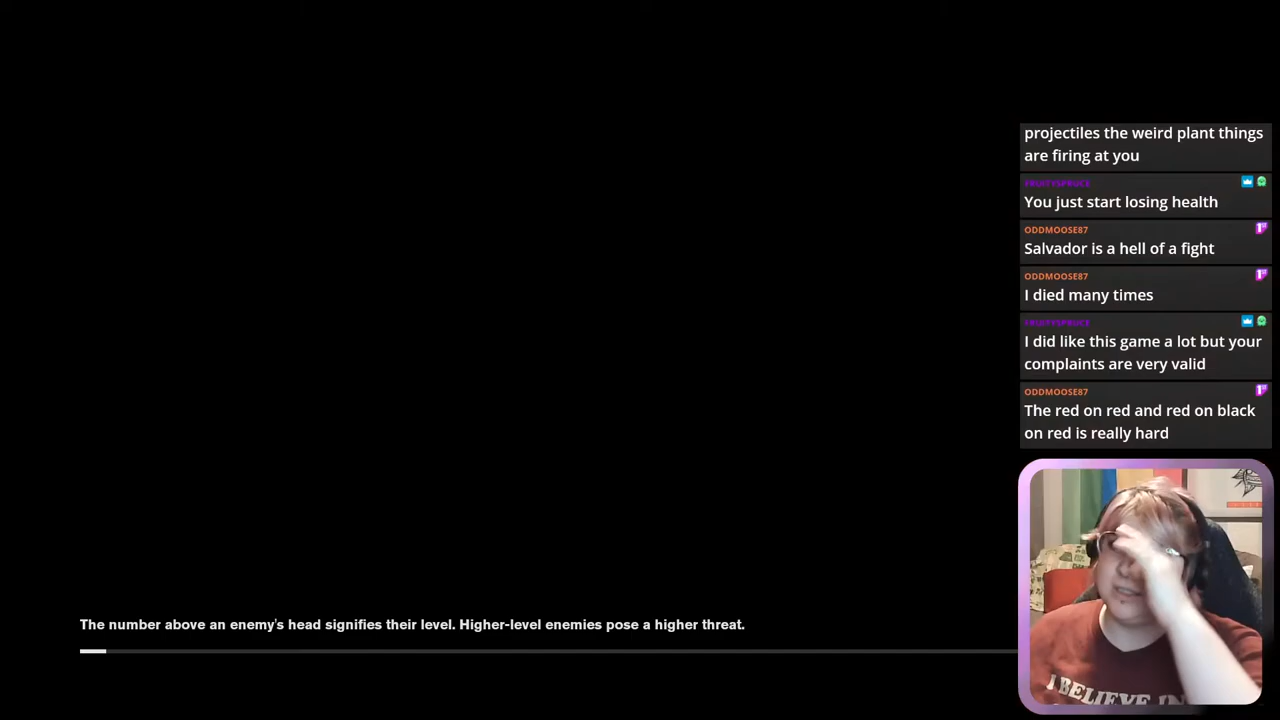 projectiles the weird plant things
are firing at you
FRUITYSPRUCE
You just start losing health
ODDMOOSE87
Salvador is a hell of a fight
ODDMOOSE87
I died many times
FRUITYSPRUCE
I did like this game a lot but your
complaints are very valid
ODDMOOSE87
The red on red and red on black
on red is really hard
The number above an enemy's head signifies their level. Higher-level enemies pose a higher threat.
I BELIEVE IN